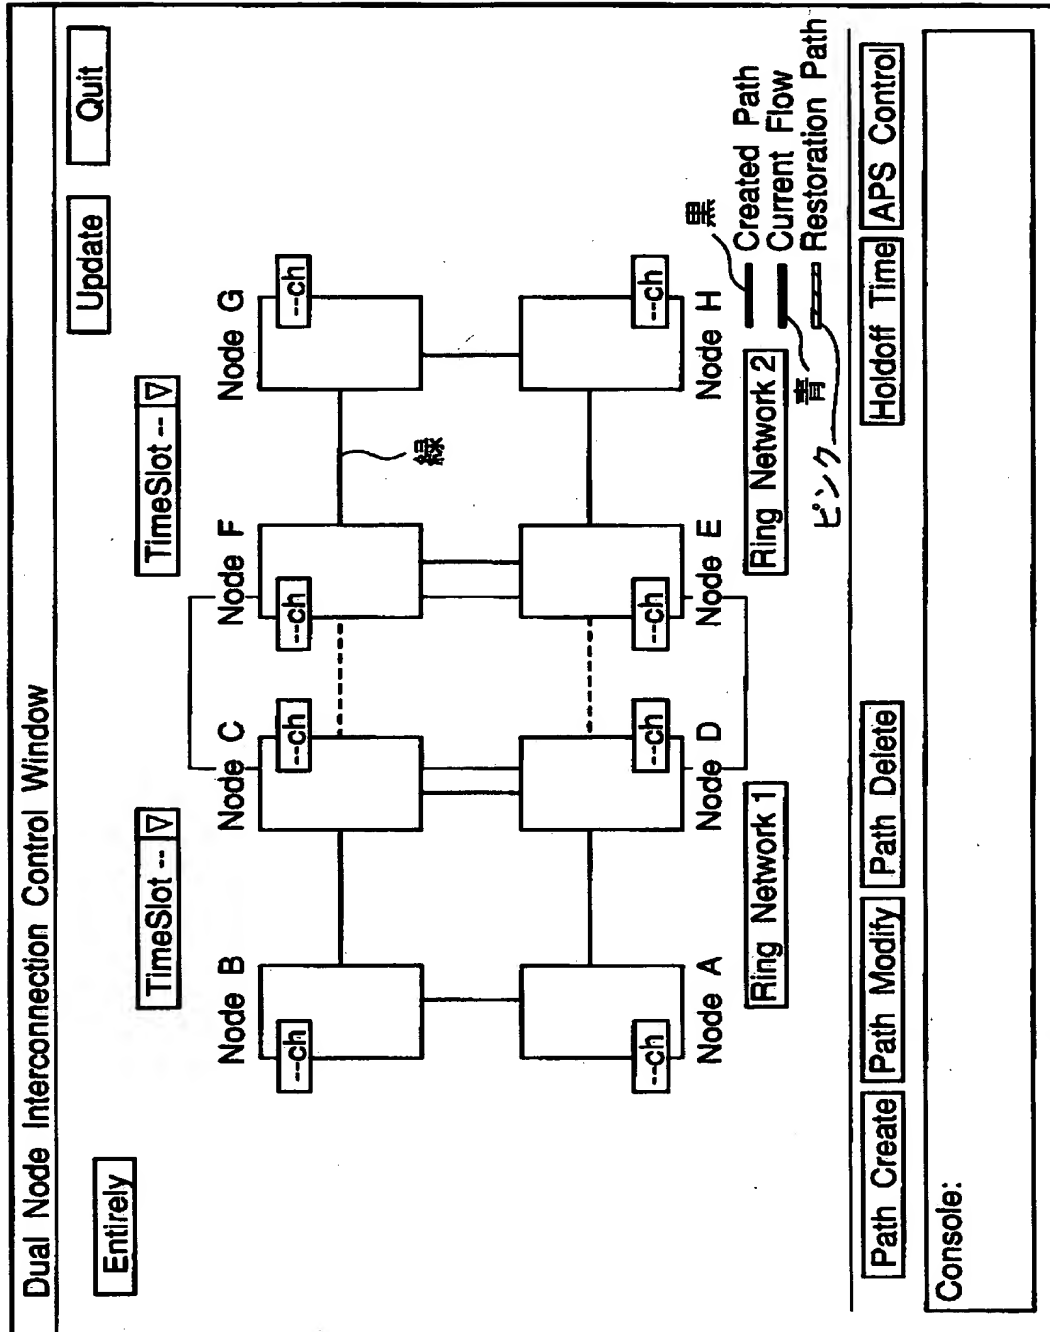 Dual Node Interconnection Control Window
Entirely
Update
Quit
TimeSlot -- ▽
TimeSlot -- ▽
Node B
Node C
Node F
Node G
--ch
--ch
--ch
--ch
緑
--ch
--ch
--ch
--ch
Node A
Node D
Node E
Node H
Ring Network 1
Ring Network 2
黒
Created Path
青
Current Flow
ピンク
Restoration Path
Path Create
Path Modify
Path Delete
Holdoff Time
APS Control
Console: